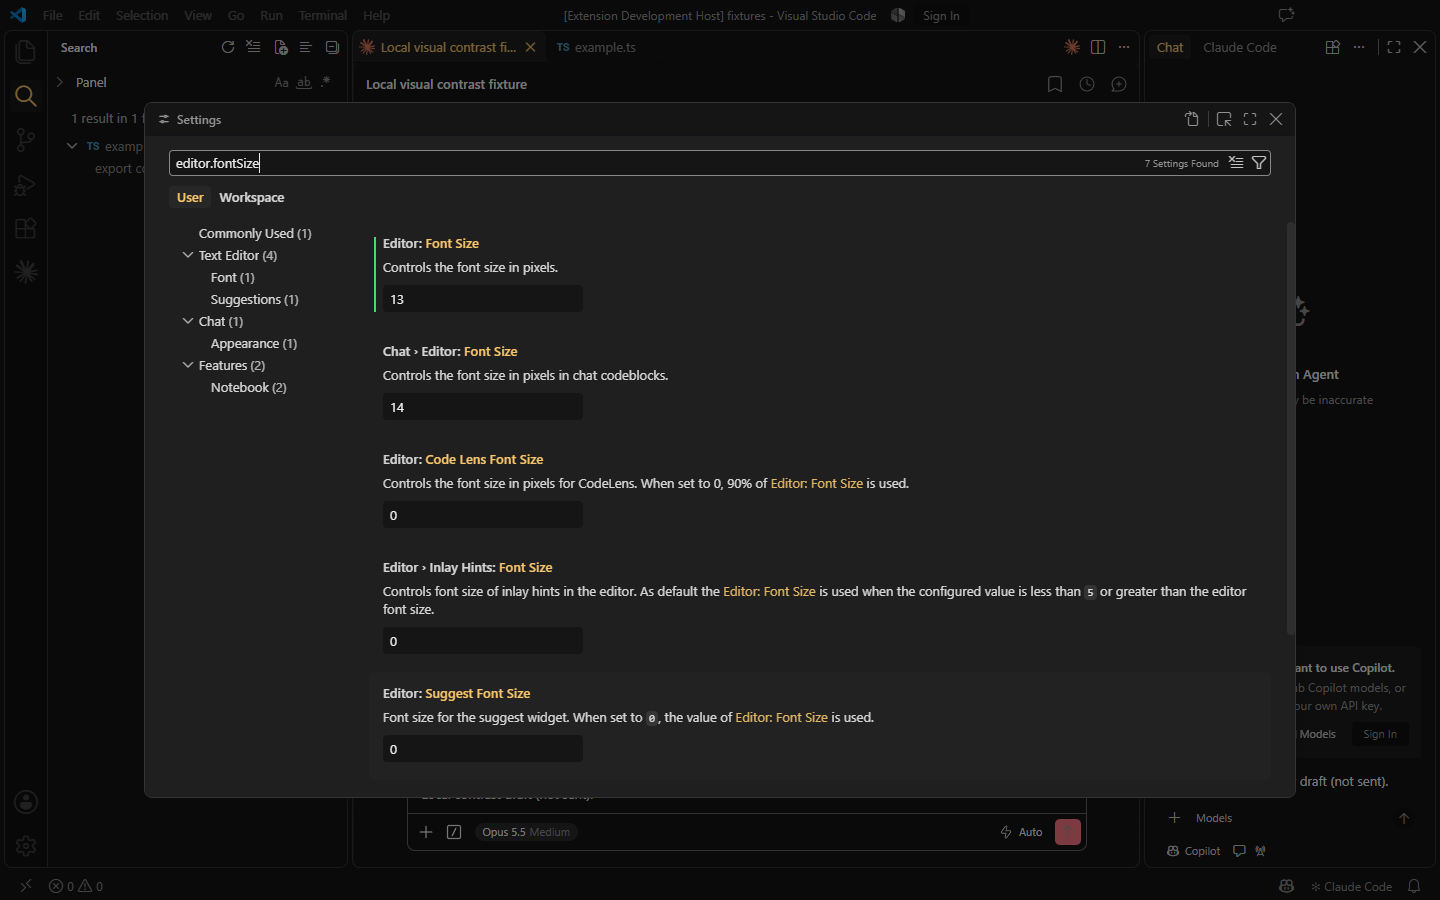 File Edit Selection View Go Run Terminal Help
[Extension Development Host] fixtures - Visual Studio Code
Sign In
Search
Local visual contrast fi...
TS example.ts
Chat
Claude Code
Panel
Aa ab .*
Local visual contrast fixture
1 result in 1
TS
export
Settings
editor.fontSize
7 Settings Found
User
Workspace
Commonly Used (1)
Text Editor (4)
Font (1)
Suggestions (1)
Chat (1)
Appearance (1)
Features (2)
Notebook (2)
Editor: Font Size
Controls the font size in pixels.
13
Chat › Editor: Font Size
Controls the font size in pixels in chat codeblocks.
14
Editor: Code Lens Font Size
Controls the font size in pixels for CodeLens. When set to 0, 90% of Editor: Font Size is used.
0
Editor › Inlay Hints: Font Size
Controls font size of inlay hints in the editor. As default the Editor: Font Size is used when the configured value is less than 5 or greater than the editor
font size.
0
Editor: Suggest Font Size
Font size for the suggest widget. When set to 0, the value of Editor: Font Size is used.
0
Agent
be inaccurate
to use Copilot.
Copilot models, or
your own API key.
Models
Sign In
draft (not sent).
Opus 5.5 Medium
Auto
Models
Copilot
0 0
Claude Code